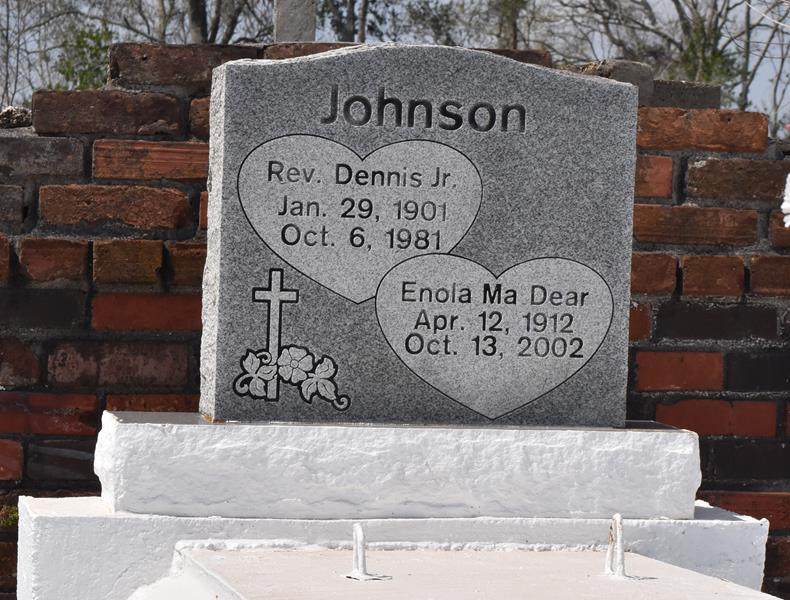 Johnson
Rev. Dennis Jr.
Jan. 29, 1901
Oct. 6, 1981
Enola Ma Dear
Apr. 12, 1912
Oct. 13, 2002